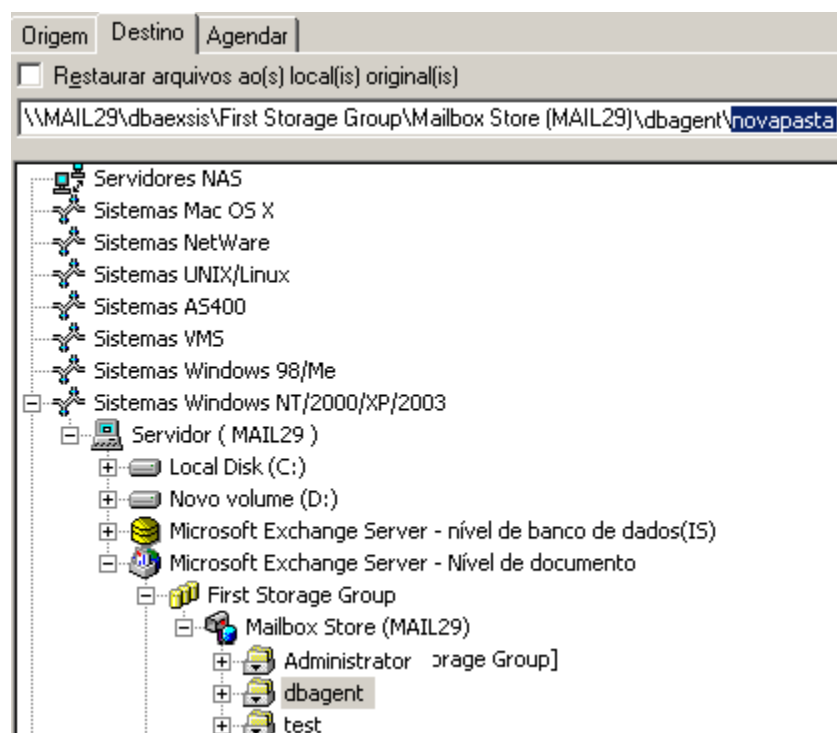 Origem Destino Agendar
Restaurar arquivos ao(s) local(is) original(is)
\\MAIL29\dbaexsis\First Storage Group\Mailbox Store (MAIL29)\dbagent\novapasta
Servidores NAS
Sistemas Mac OS X
Sistemas NetWare
Sistemas UNIX/Linux
Sistemas AS400
Sistemas VMS
Sistemas Windows 98/Me
Sistemas Windows NT/2000/XP/2003
Servidor ( MAIL29 )
Local Disk (C:)
Novo volume (D:)
Microsoft Exchange Server - nível de banco de dados(IS)
Microsoft Exchange Server - Nível de documento
First Storage Group
Mailbox Store (MAIL29)
Administrator orage Group]
dbagent
test